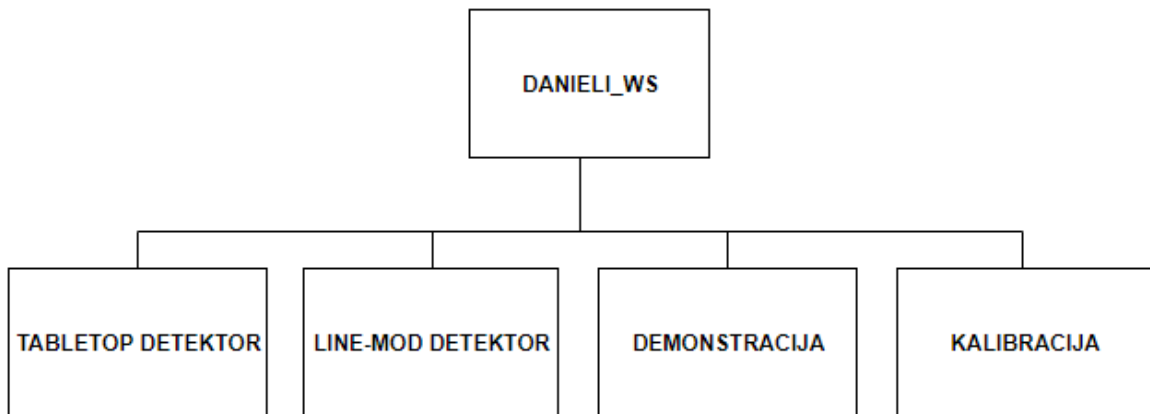 DANIELI_WS
TABLETOP DETEKTOR
LINE-MOD DETEKTOR
DEMONSTRACIJA
KALIBRACIJA